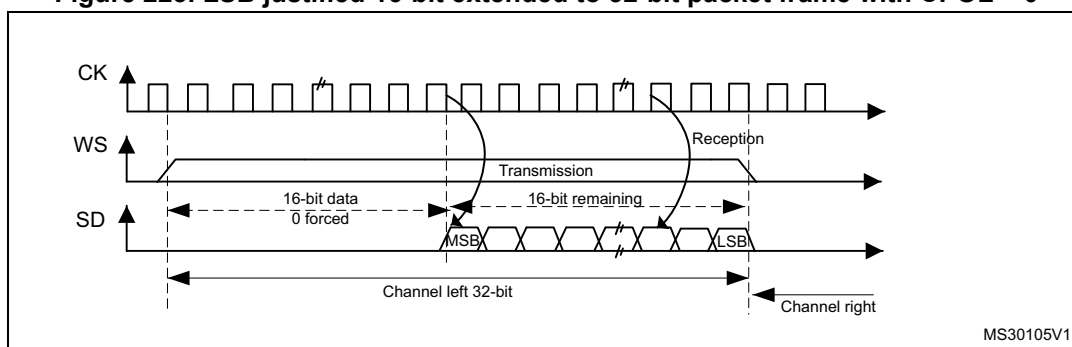 CK
Reception
WS
Transmission
16-bit data
16-bit remaining
0 forced
SD
MSB
LSB
Channel left 32-bit
Channel right
MS30105V1